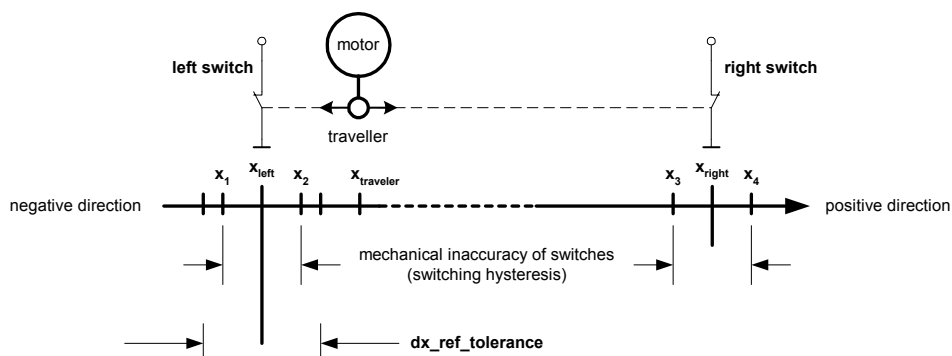 motor
left switch
right switch
traveller
x1
xleft
x2
xtraveler
x3
xright
x4
negative direction
positive direction
mechanical inaccuracy of switches
(switching hysteresis)
dx_ref_tolerance